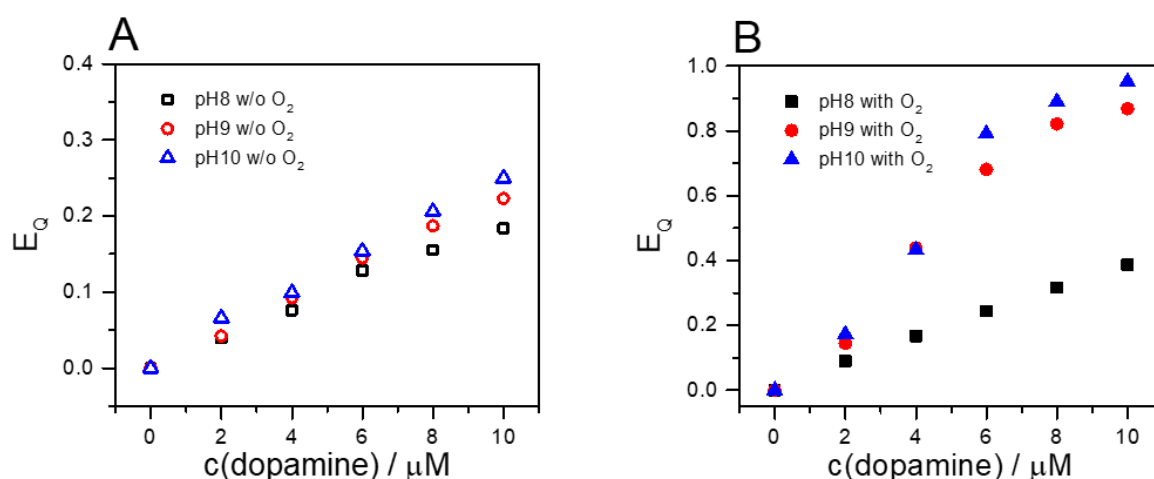 A
0.4
0.3
0.2
0.1
0.0
E_Q
pH8 w/o O₂
pH9 w/o O₂
pH10 w/o O₂
0 2 4 6 8 10
c(dopamine) / μM
B
1.0
0.8
0.6
0.4
0.2
0.0
E_Q
pH8 with O₂
pH9 with O₂
pH10 with O₂
0 2 4 6 8 10
c(dopamine) / μM